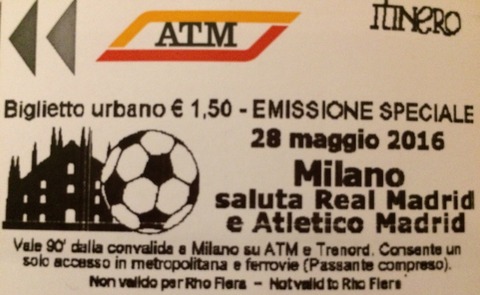 ATM
ITINERO
Biglietto urbano € 1,50 - EMISSIONE SPECIALE
28 maggio 2016
Milano
saluta Real Madrid
e Atletico Madrid
Vale 90' dalla convalida a Milano su ATM e Trenord. Consente un
solo accesso in metropolitana e ferrovie (Passante compreso).
Non valido per Rho Fiera - Not valid to Rho Fiera